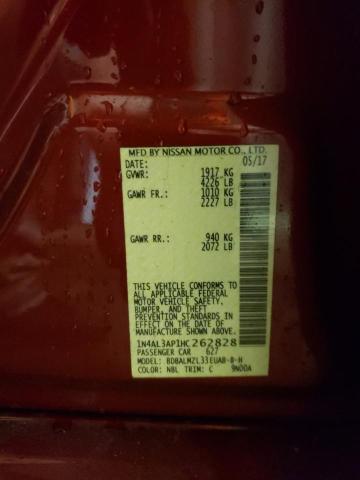 MFD BY NISSAN MOTOR CO., LTD.
DATE: 05/17
GVWR: 1917 KG
4226 LB
GAWR FR.: 1010 KG
2227 LB
GAWR RR.: 940 KG
2072 LB
THIS VEHICLE CONFORMS TO
ALL APPLICABLE FEDERAL
MOTOR VEHICLE SAFETY,
BUMPER, AND THEFT
PREVENTION STANDARDS IN
EFFECT ON THE DATE OF
MANUFACTURE SHOWN ABOVE.
1N4AL3AP1HC262828
PASSENGER CAR 627
MODEL: BDBALMZL33EUAB-B-H
COLOR: NBL TRIM: C 9N00A